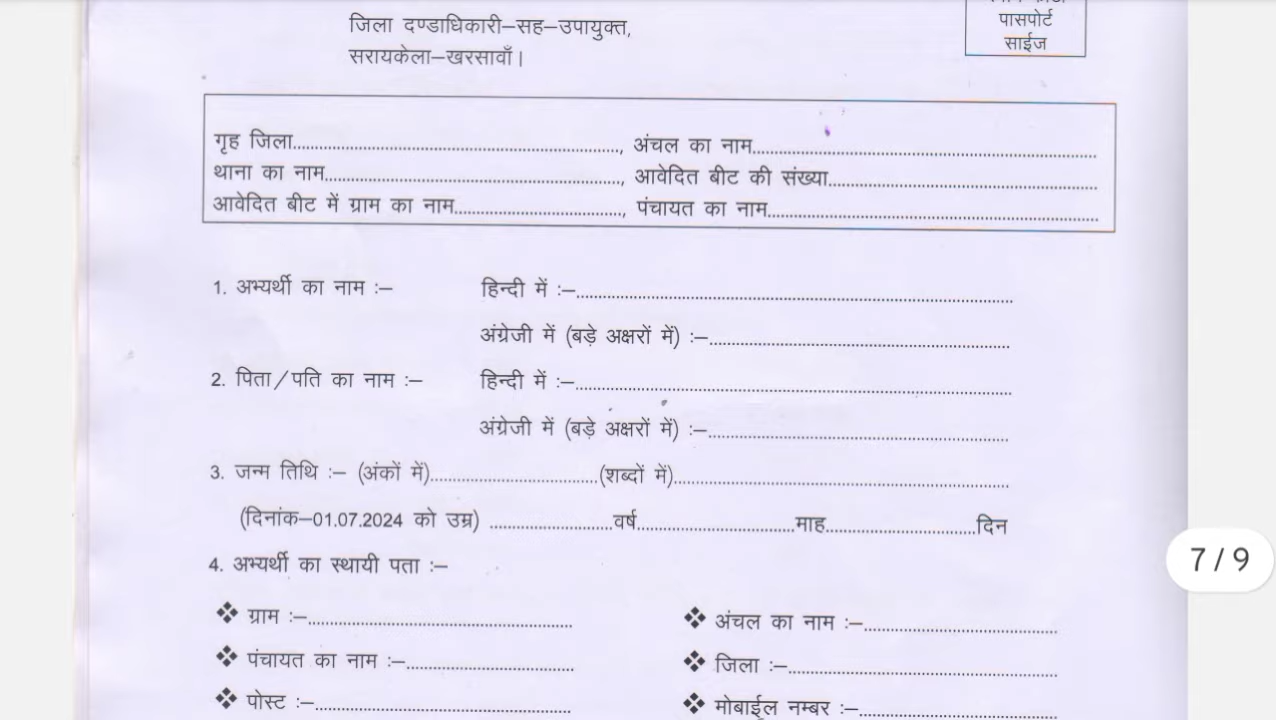 जिला दण्डाधिकारी–सह–उपायुक्त,
सरायकेला–खरसावाँ।
पासपोर्ट
साईज
गृह जिला......................................................., अंचल का नाम...........................................................
थाना का नाम.................................................., आवेदित बीट की संख्या.............................................
आवेदित बीट में ग्राम का नाम............................, पंचायत का नाम........................................................
1. अभ्यर्थी का नाम :– हिन्दी में :–..........................................................................
अंग्रेजी में (बड़े अक्षरों में) :–...................................................
2. पिता/पति का नाम :– हिन्दी में :–..........................................................................
अंग्रेजी में (बड़े अक्षरों में) :–...................................................
3. जन्म तिथि :– (अंकों में)............................(शब्दों में).........................................................
(दिनांक–01.07.2024 को उम्र) .....................वर्ष...........................माह.........................दिन
4. अभ्यर्थी का स्थायी पता :–
❖ ग्राम :–............................................. ❖ अंचल का नाम :–.................................
❖ पंचायत का नाम :–............................ ❖ जिला :–..............................................
❖ पोस्ट :–........................................... ❖ मोबाईल नम्बर :–..................................
7/9